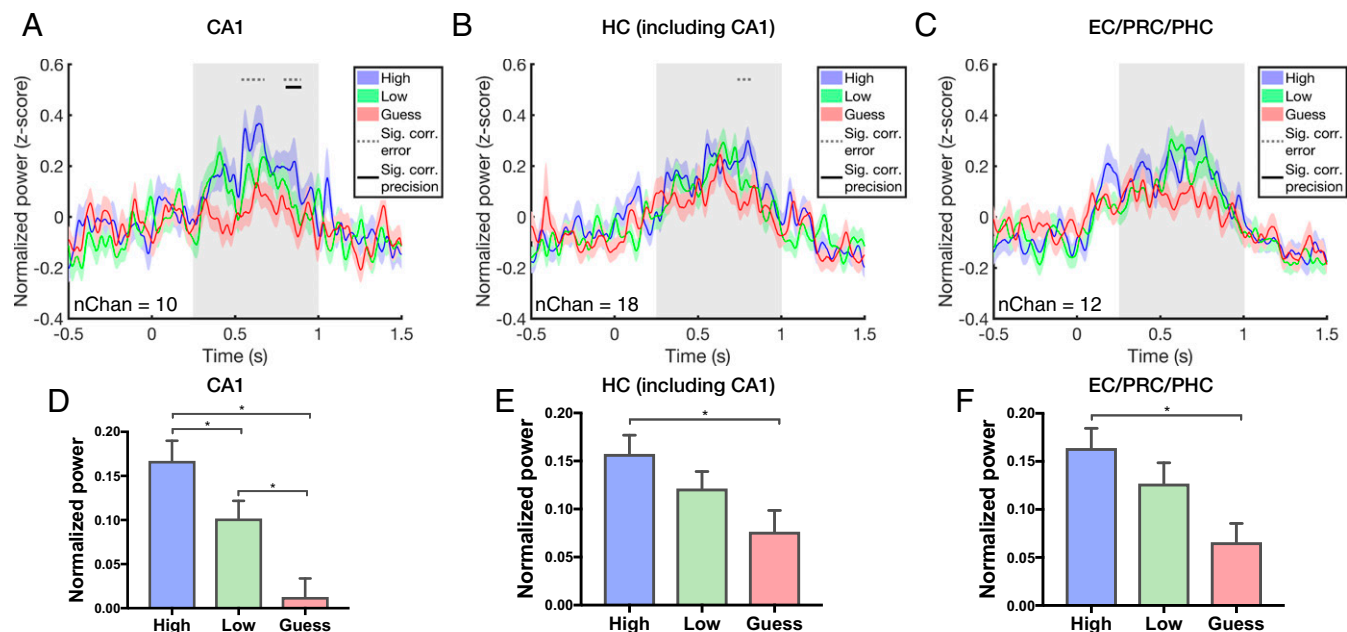 A
CA1
Normalized power (z-score)
0.6
0.4
0.2
0
-0.2
-0.4
High
Low
Guess
Sig. corr.
error
Sig. corr.
precision
nChan = 10
-0.5
0
0.5
1
1.5
Time (s)
B
HC (including CA1)
Normalized power (z-score)
0.6
0.4
0.2
0
-0.2
-0.4
High
Low
Guess
Sig. corr.
error
Sig. corr.
precision
nChan = 18
-0.5
0
0.5
1
1.5
Time (s)
C
EC/PRC/PHC
Normalized power (z-score)
0.6
0.4
0.2
0
-0.2
-0.4
High
Low
Guess
Sig. corr.
error
Sig. corr.
precision
nChan = 12
-0.5
0
0.5
1
1.5
Time (s)
D
CA1
Normalized power
0.20
0.15
0.10
0.05
0.00
*
*
*
High
Low
Guess
E
HC (including CA1)
Normalized power
0.20
0.15
0.10
0.05
0.00
*
High
Low
Guess
F
EC/PRC/PHC
Normalized power
0.20
0.15
0.10
0.05
0.00
*
High
Low
Guess